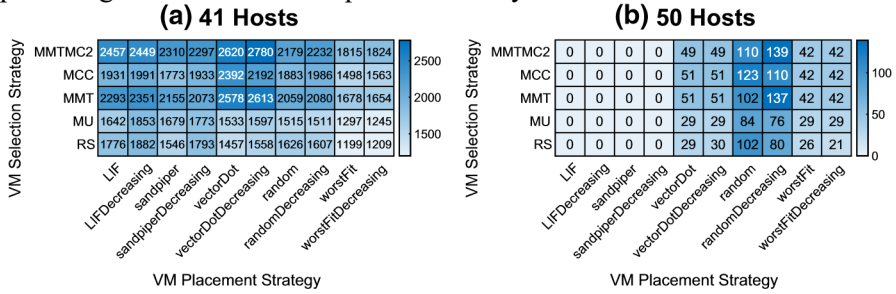 (a) 41 Hosts
VM Selection Strategy
MMTMC2 2457 2449 2310 2297 2620 2780 2179 2232 1815 1824
MCC 1931 1991 1773 1933 2392 2192 1883 1986 1498 1563
MMT 2293 2351 2155 2073 2578 2613 2059 2080 1678 1654
MU 1642 1853 1679 1773 1533 1597 1515 1511 1297 1245
RS 1776 1882 1546 1793 1457 1558 1626 1607 1199 1209
2500
2000
1500
LIF
LIFDecreasing
sandpiper
sandpiperDecreasing
vectorDot
vectorDotDecreasing
random
randomDecreasing
worstFit
worstFitDecreasing
VM Placement Strategy
(b) 50 Hosts
VM Selection Strategy
MMTMC2 0 0 0 0 49 49 110 139 42 42
MCC 0 0 0 0 51 51 123 110 42 42
MMT 0 0 0 0 51 51 102 137 42 42
MU 0 0 0 0 29 29 84 76 29 29
RS 0 0 0 0 29 30 102 80 26 21
100
50
0
LIF
LIFDecreasing
sandpiper
sandpiperDecreasing
vectorDot
vectorDotDecreasing
random
randomDecreasing
worstFit
worstFitDecreasing
VM Placement Strategy